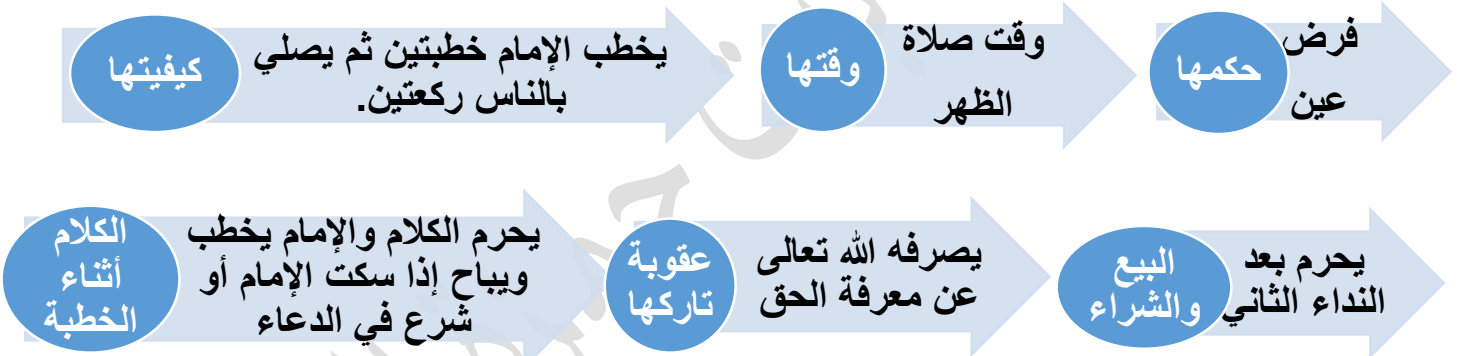 حكمها
فرض
عين
وقتها
وقت صلاة
الظهر
كيفيتها
يخطب الإمام خطبتين ثم يصلي
بالناس ركعتين.
البيع
والشراء
يحرم بعد
النداء الثاني
عقوبة
تاركها
يصرفه الله تعالى
عن معرفة الحق
الكلام
أثناء
الخطبة
يحرم الكلام والإمام يخطب
ويباح إذا سكت الإمام أو
شرع في الدعاء